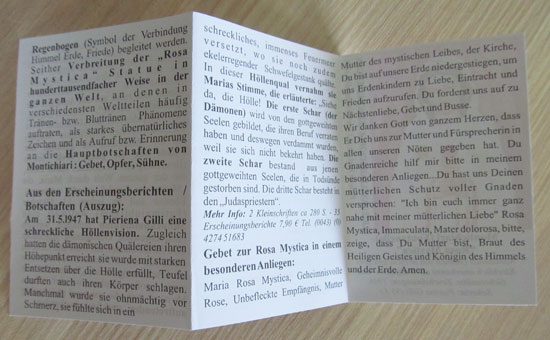 Regenbogen (Symbol der Verbindung
Himmel Erde, Friede) begleitet werden.
Seither Verbreitung der „Rosa
Mystica“ Statue in
hunderttausendfacher Weise in der
ganzen Welt, an denen in
verschiedensten Weltteilen häufig
Tränen- bzw. Bluttränen Phänomene
auftraten, als starkes übernatürliches
Zeichen und als Aufruf bzw. Erinnerung
an die Hauptbotschaften von
Montichiari: Gebet, Opfer, Sühne.
Aus den Erscheinungsberichten /
Botschaften (Auszug):
Am 31.5.1947 hat Pieriena Gilli eine
schreckliche Höllenvision. Zugleich
hatten die dämonischen Quälereien ihren
Höhepunkt erreicht sie wurde mit starken
Entsetzen über die Hölle erfüllt, Teufel
durften auch ihren Körper schlagen.
Manchmal wurde sie ohnmächtig vor
Schmerz, sie fühlte sich in ein
schreckliches, immenses Feuermeer
versetzt, wo sie noch zudem
ekelerregender Schwefelgestank quälte.
In dieser Höllenqual vernahm sie
Marias Stimme, die erläuterte: „Siehe
da, die Hölle! Die erste Schar (der
Dämonen) wird von den gottgeweihten
Seelen gebildet, die ihren Beruf verraten
haben und deswegen verdammt wurden,
weil sie sich nicht bekehrt haben. Die
zweite Schar bestand aus jenen
gottgeweihten Seelen, die in Todsünde
gestorben sind. Die dritte Schar besteht in
den „Judaspriestern“.
Mehr Info: 2 Kleinschriften ca 280 S -
Erscheinungsberichte 7,90 € Tel. (0043) (0)
4274 51683
Gebet zur Rosa Mystica in einem
besonderen Anliegen:
Maria Rosa Mystica, Geheimnisvolle
Rose, Unbefleckte Empfängnis, Mutter
Mutter des mystischen Leibes, der Kirche,
Du bist auf unsere Erde niedergestiegen, um
uns Erdenkindern zu Liebe, Eintracht und
Frieden aufzurufen. Du forderst uns auf zu
Nächstenliebe, Gebet und Busse.
Wir danken Gott von ganzem Herzen, dass
Er Dich uns zur Mutter und Fürsprecherin in
allen unseren Nöten gegeben hat. Du
Gnadenreiche hilf mir bitte in meinem
besonderen Anliegen...Du hast uns Deinen
mütterlichen Schutz voller Gnaden
versprochen: "Ich bin euch immer ganz
nahe mit meiner mütterlichen Liebe" Rosa
Mystica, Immaculata, Mater dolorosa, bitte,
zeige, dass Du Mutter bist, Braut des
Heiligen Geistes und Königin des Himmels
und der Erde. Amen.